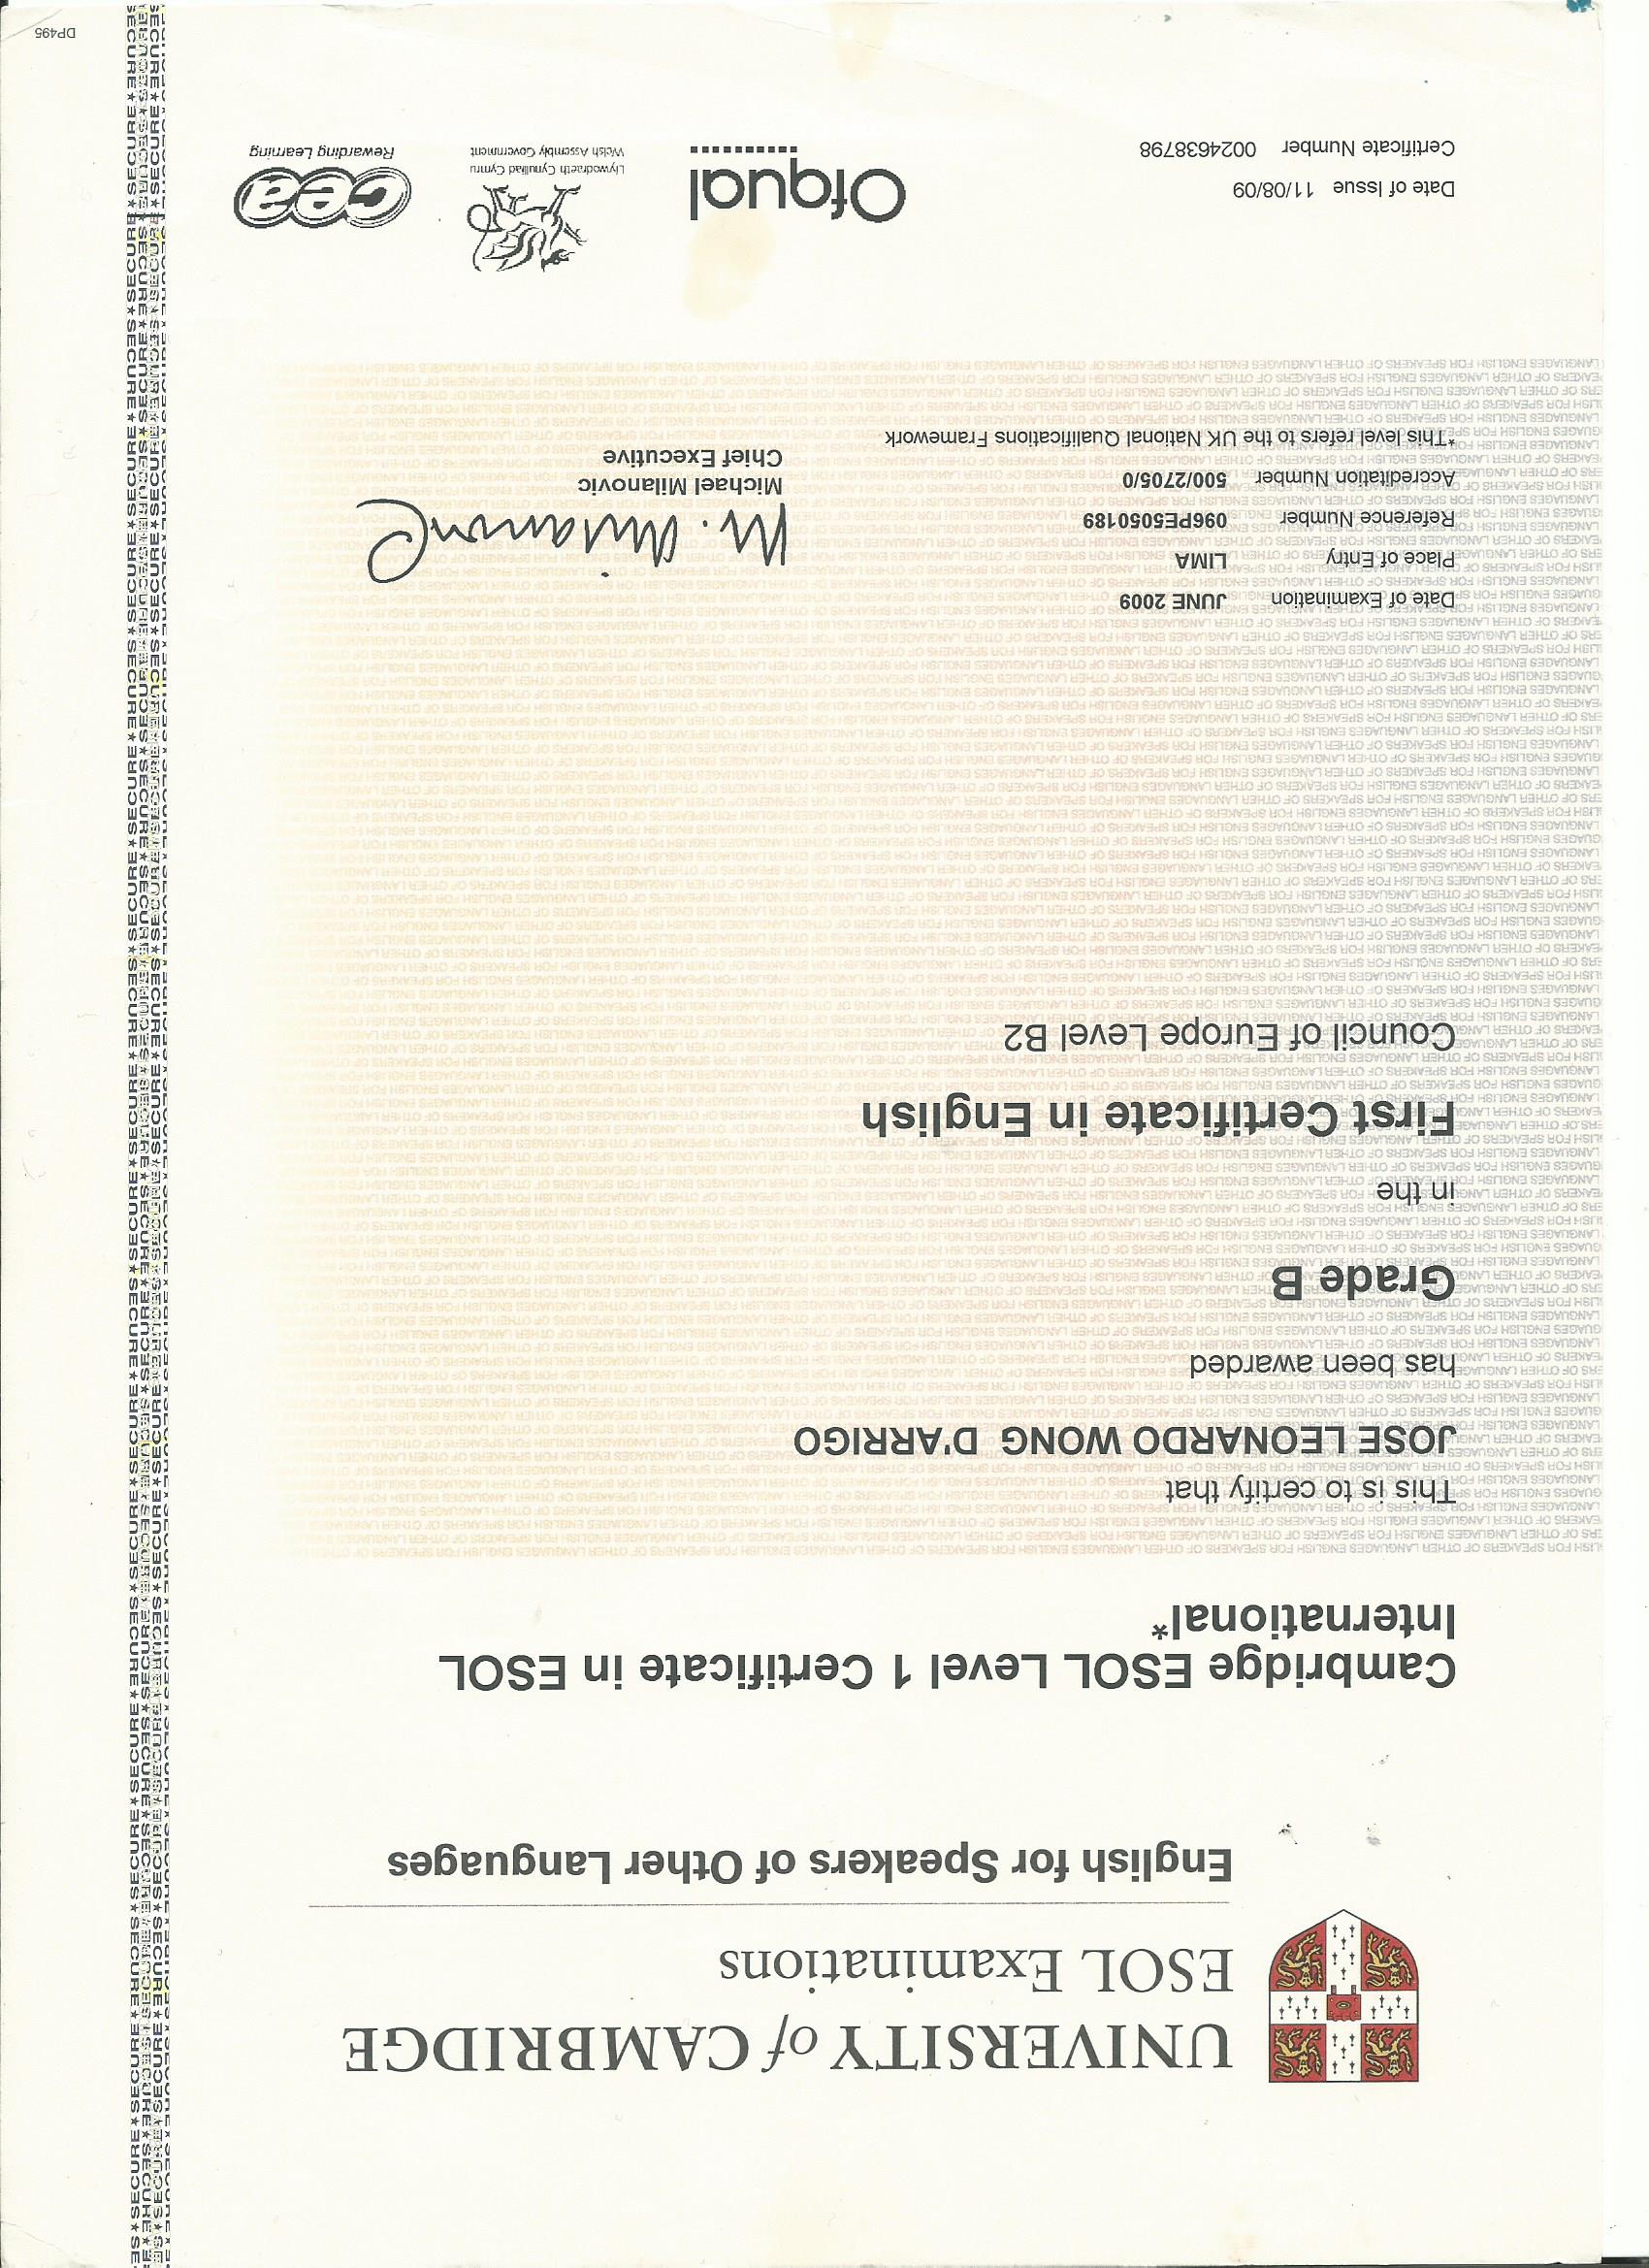 UNIVERSITY of CAMBRIDGE
ESOL Examinations
English for Speakers of Other Languages
Cambridge ESOL Level 1 Certificate in ESOL
International*
This is to certify that
JOSE LEONARDO WONG D'ARRIGO
has been awarded
Grade B
in the
First Certificate in English
Council of Europe Level B2
Date of Examination JUNE 2009
Place of Entry LIMA
Reference Number 096PE5050189
Accreditation Number 500/2705/0
*This level refers to the UK National Qualifications Framework
M. Milanovic
Michael Milanovic
Chief Executive
Date of Issue 11/08/09
Certificate Number 0024638798
Ofqual
Llywodraeth Cynulliad Cymru
Welsh Assembly Government
cea
Rewarding Learning
DP495